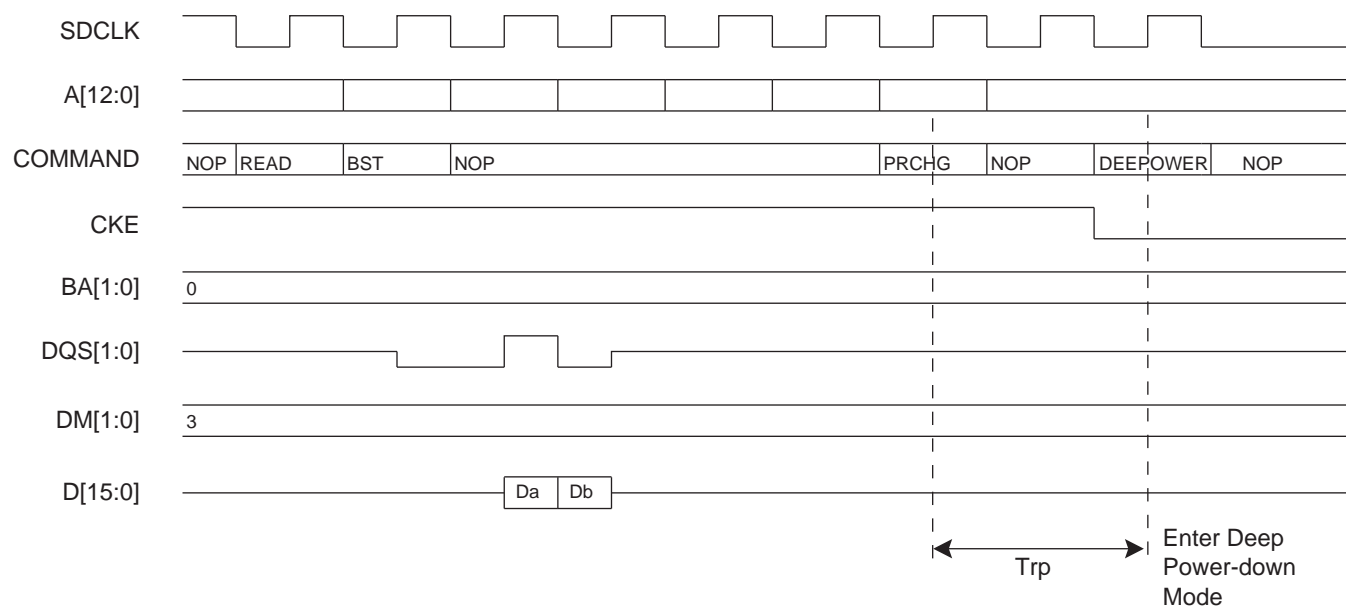 SDCLK
A[12:0]
COMMAND NOP READ BST NOP PRCHG NOP DEEPOWER NOP
CKE
BA[1:0] 0
DQS[1:0]
DM[1:0] 3
D[15:0] Da Db
Trp
Enter Deep
Power-down
Mode